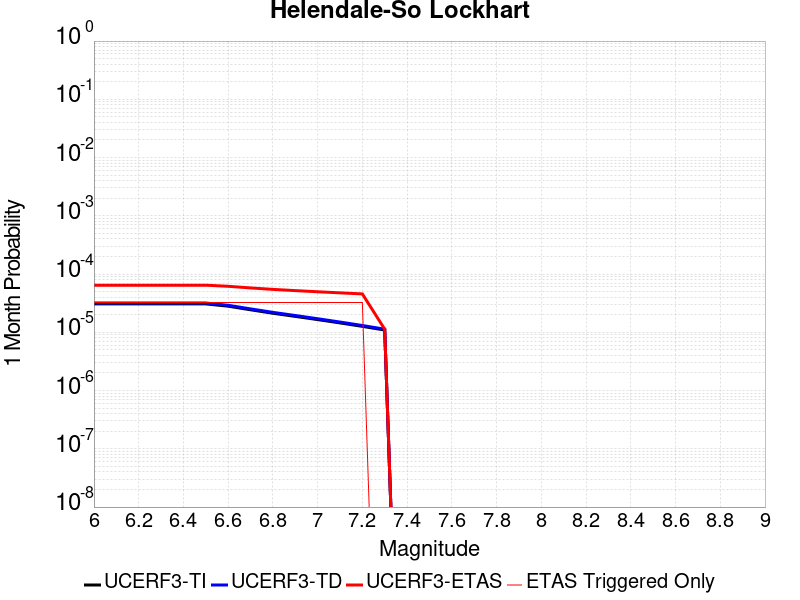 Helendale-So Lockhart
10^0
10^-1
10^-2
10^-3
10^-4
10^-5
10^-6
10^-7
10^-8
1 Month Probability
6 6.2 6.4 6.6 6.8 7 7.2 7.4 7.6 7.8 8 8.2 8.4 8.6 8.8 9
Magnitude
UCERF3-TI UCERF3-TD UCERF3-ETAS ETAS Triggered Only